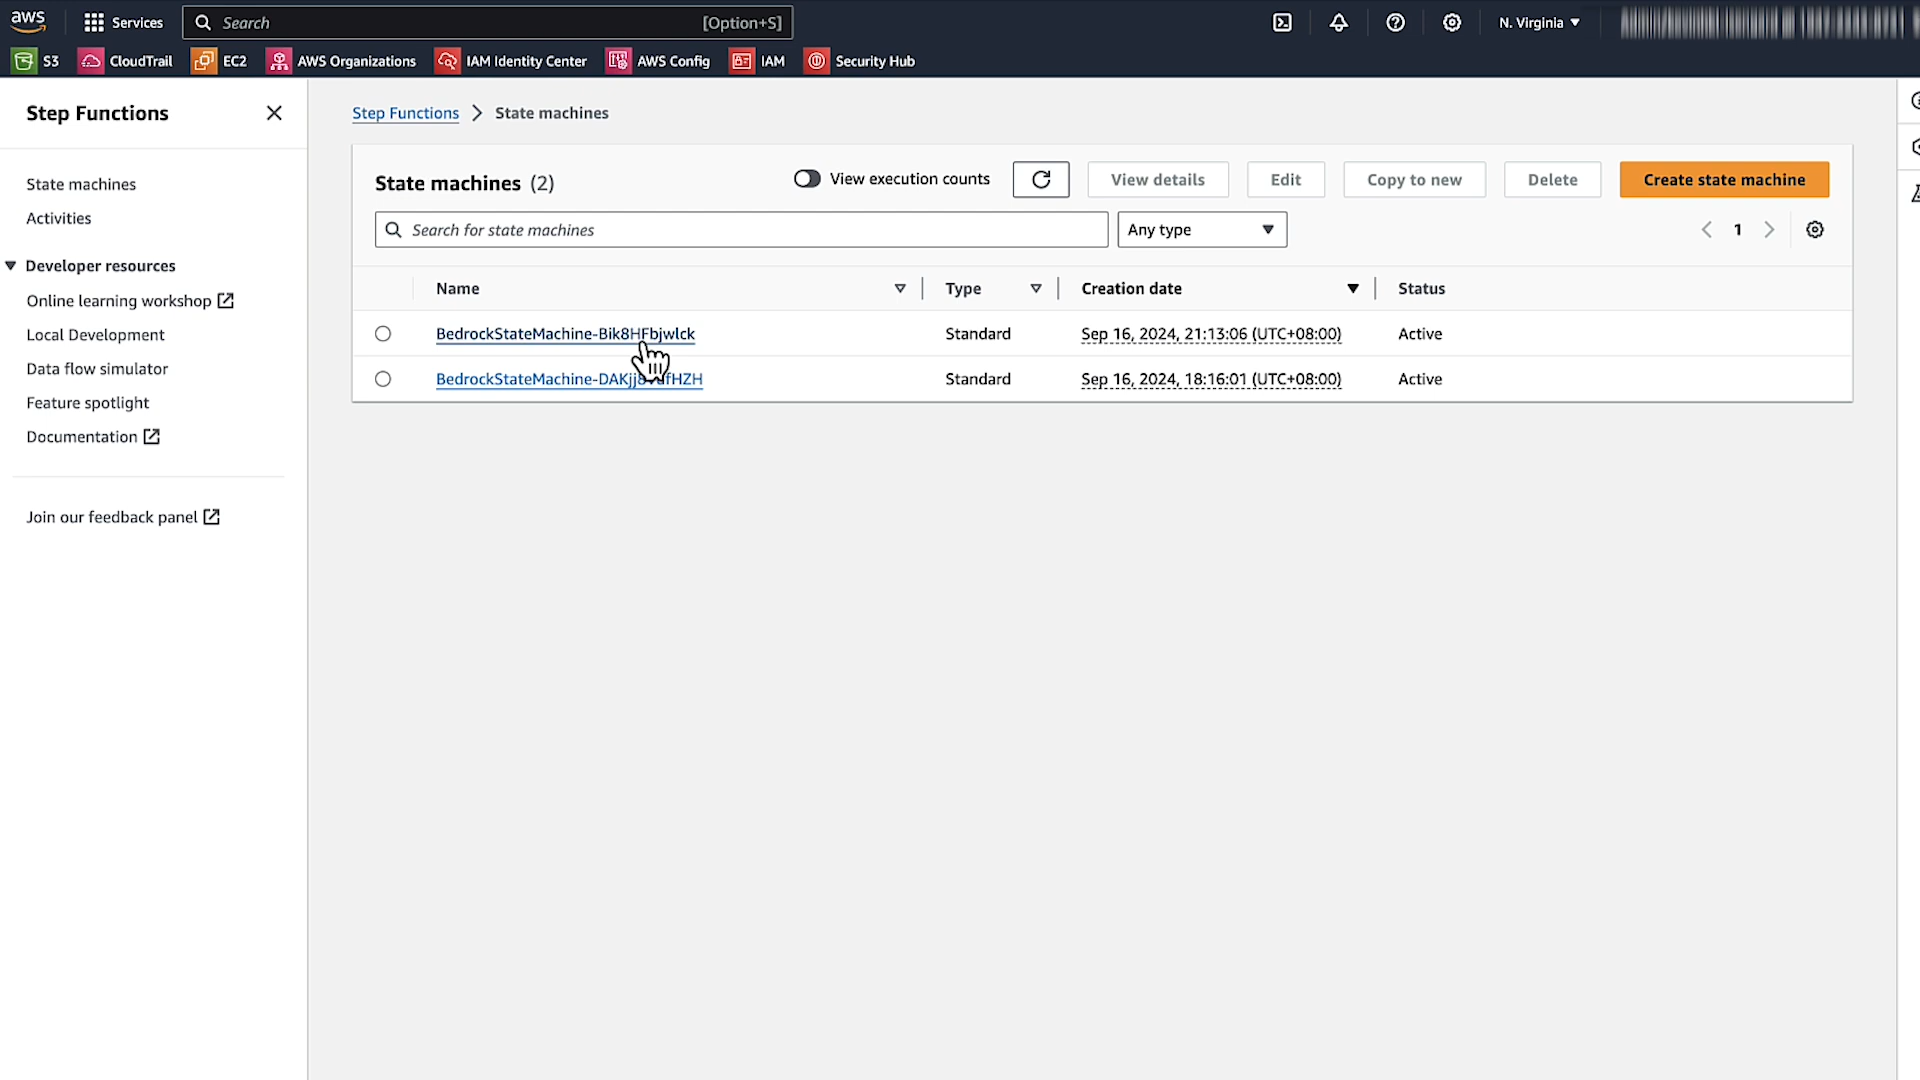 aws Services Search [Option+S] N. Virginia
S3 CloudTrail EC2 AWS Organizations IAM Identity Center AWS Config IAM Security Hub
Step Functions
State machines
Activities
Developer resources
Online learning workshop
Local Development
Data flow simulator
Feature spotlight
Documentation
Join our feedback panel
Step Functions State machines
State machines (2) View execution counts View details Edit Copy to new Delete Create state machine
Search for state machines Any type 1
Name Type Creation date Status
BedrockStateMachine-Bik8HFbjwlck Standard Sep 16, 2024, 21:13:06 (UTC+08:00) Active
Standard Sep 16, 2024, 18:16:01 (UTC+08:00) Active